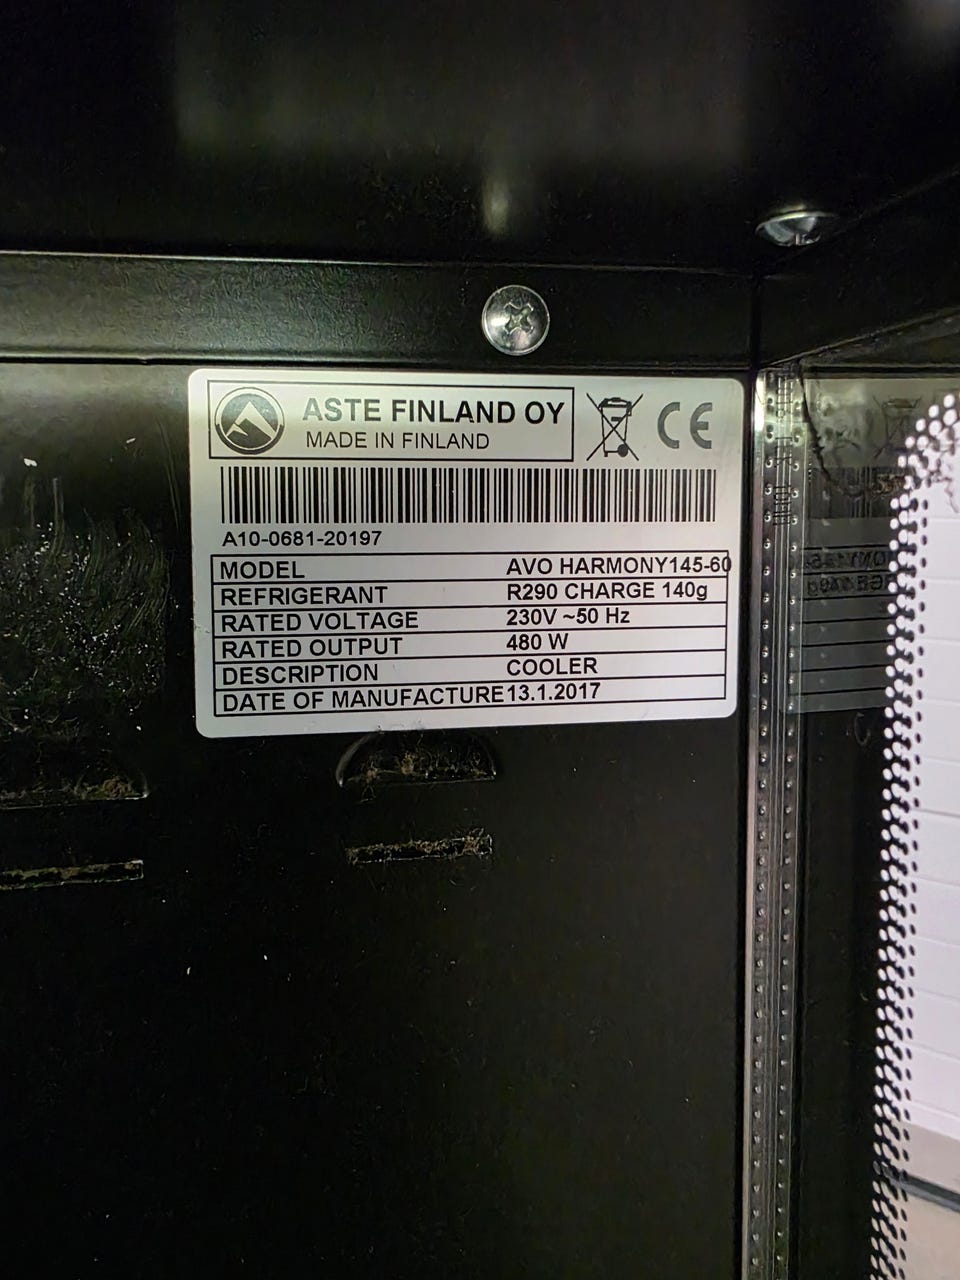 ASTE FINLAND OY
MADE IN FINLAND
CE
A10-0681-20197
MODEL AVO HARMONY145-60
REFRIGERANT R290 CHARGE 140g
RATED VOLTAGE 230V ~50 Hz
RATED OUTPUT 480 W
DESCRIPTION COOLER
DATE OF MANUFACTURE 13.1.2017